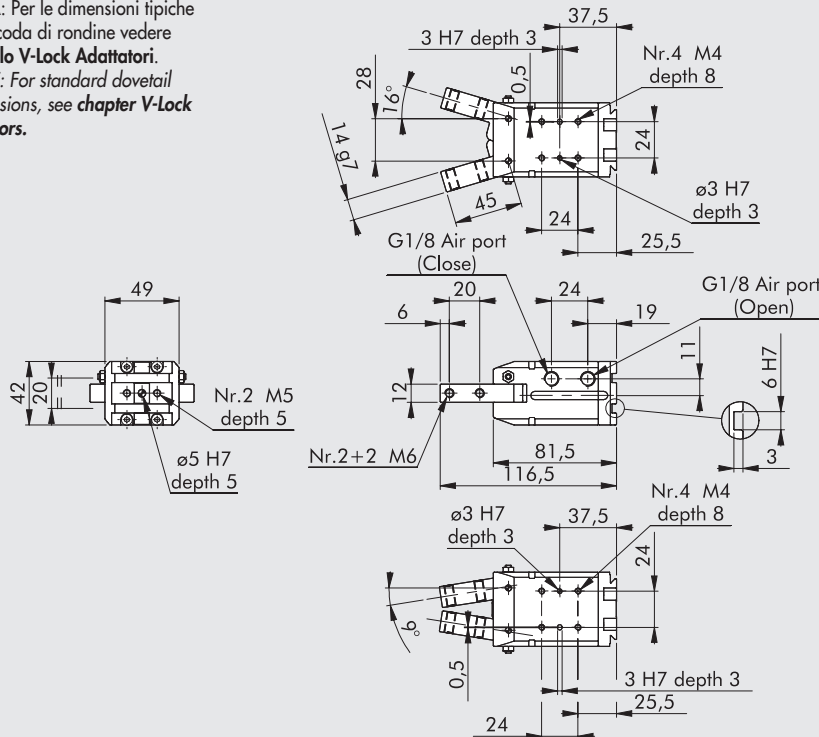 : Per le dimensioni tipiche
coda di rondine vedere
lo V-Lock Adattatori.
: For standard dovetail
sions, see chapter V-Lock
ors.
37,5
3 H7 depth 3
Nr.4 M4
depth 8
0,5
28
16°
24
14 g7
45
ø3 H7
depth 3
24
25,5
G1/8 Air port
(Close)
G1/8 Air port
(Open)
49
20
24
19
6
11
6 H7
42
20
12
Nr.2 M5
depth 5
Nr.2+2 M6
81,5
3
ø5 H7
depth 5
116,5
Nr.4 M4
depth 8
ø3 H7
depth 3
37,5
24
6°
0,5
3 H7 depth 3
25,5
24